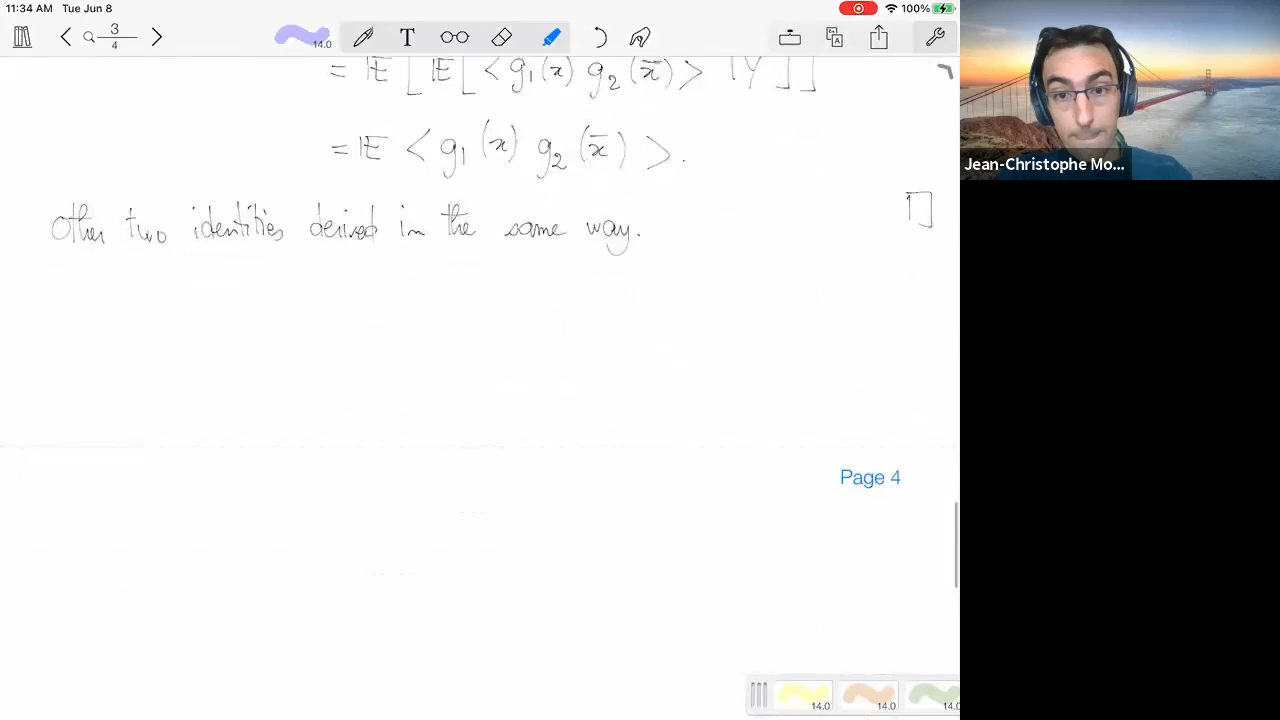 11:34 AM Tue Jun 8
100%
3
4
14.0
T
= 𝔼 [ 𝔼[ < g₁(x) g₂(x̄) > | Y ] ]
= 𝔼 < g₁(x) g₂(x̄) >.
Other two identities derived in the same way.
Page 4
14.0
14.0
14.0
Jean-Christophe Mo...